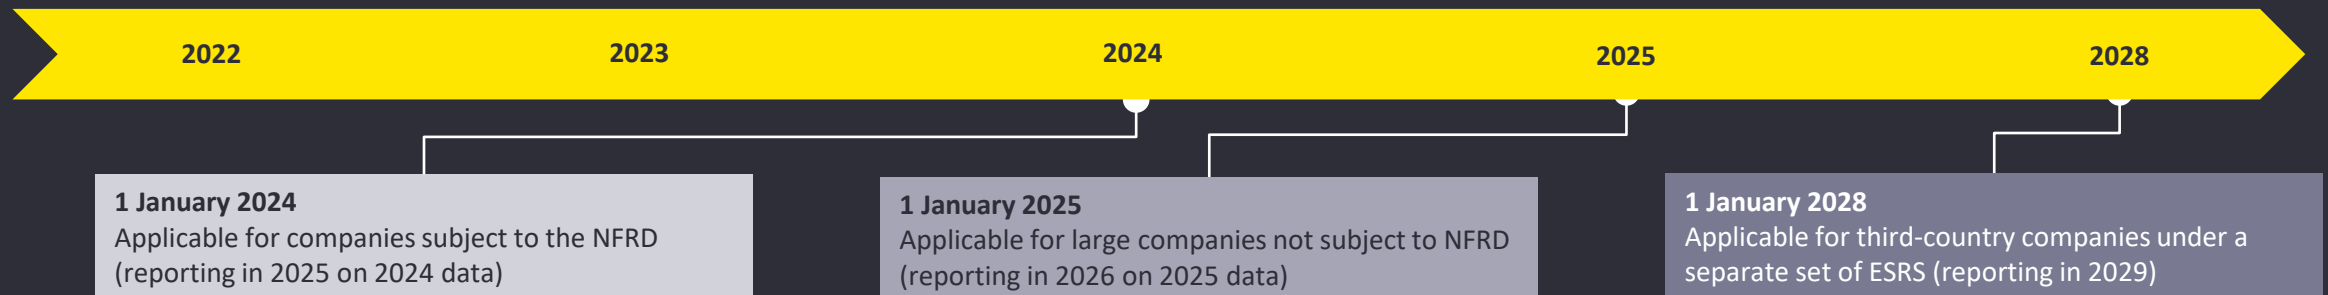 2022
2023
2024
2025
2028
1 January 2024
Applicable for companies subject to the NFRD
(reporting in 2025 on 2024 data)
1 January 2025
Applicable for large companies not subject to NFRD
(reporting in 2026 on 2025 data)
1 January 2028
Applicable for third-country companies under a
separate set of ESRS (reporting in 2029)